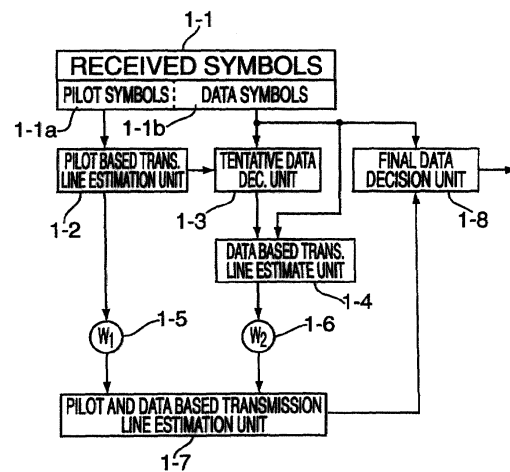 1-1
RECEIVED SYMBOLS
PILOT SYMBOLS DATA SYMBOLS
1-1a
1-1b
PILOT BASED TRANS.
LINE ESTIMATION UNIT
1-2
TENTATIVE DATA
DEC. UNIT
1-3
FINAL DATA
DECISION UNIT
1-8
DATA BASED TRANS.
LINE ESTIMATE UNIT
1-4
W1
1-5
W2
1-6
PILOT AND DATA BASED TRANSMISSION
LINE ESTIMATION UNIT
1-7